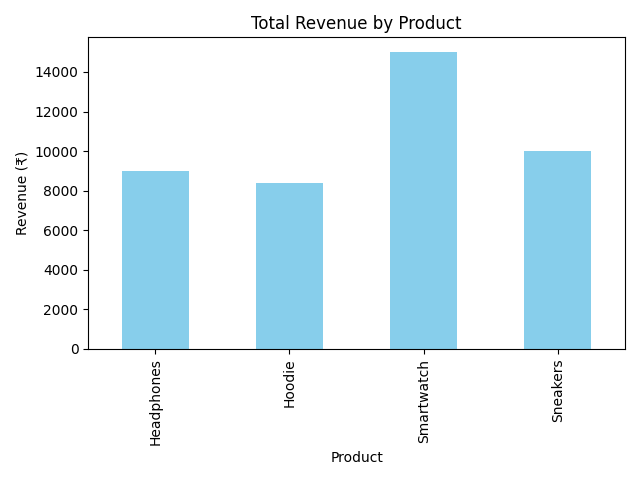 Total Revenue by Product
Revenue (₹)
14000
12000
10000
8000
6000
4000
2000
0
Headphones
Hoodie
Smartwatch
Sneakers
Product